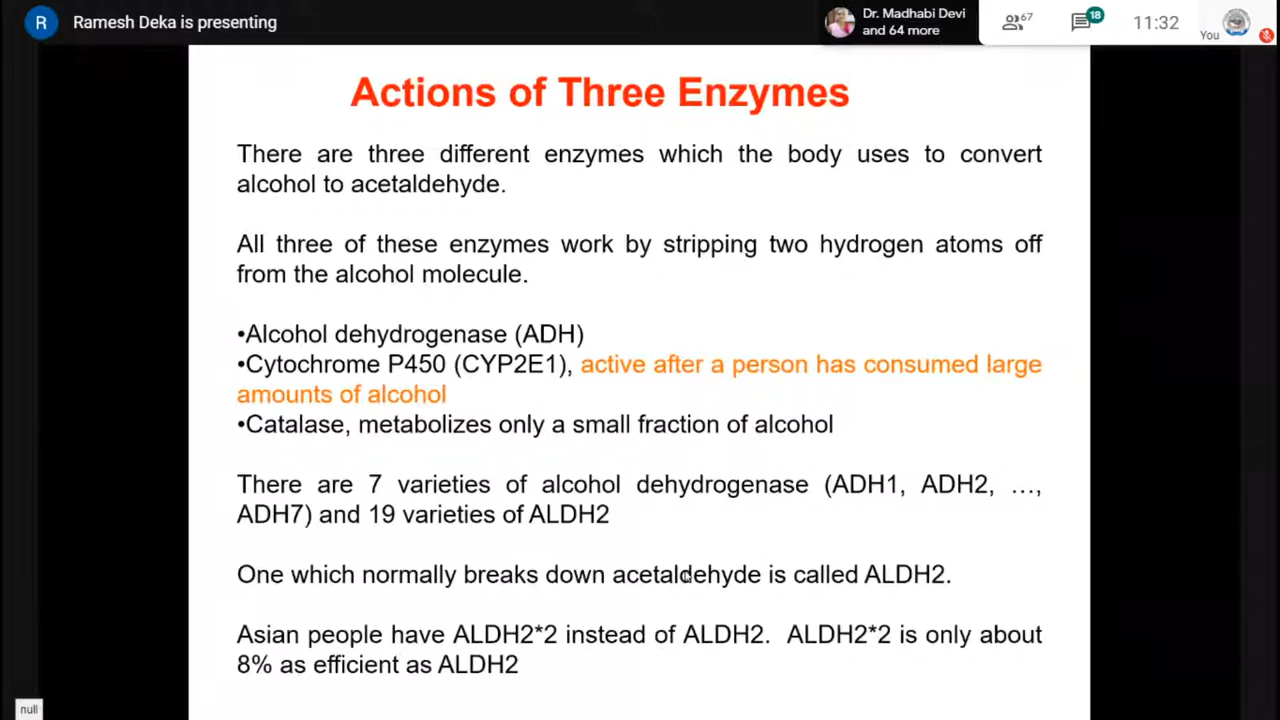 R
Ramesh Deka is presenting
Dr. Madhabi Devi
and 64 more
67
18
11:32
You
Actions of Three Enzymes
There are three different enzymes which the body uses to convert
alcohol to acetaldehyde.
All three of these enzymes work by stripping two hydrogen atoms off
from the alcohol molecule.
•Alcohol dehydrogenase (ADH)
•Cytochrome P450 (CYP2E1), active after a person has consumed large
amounts of alcohol
•Catalase, metabolizes only a small fraction of alcohol
There are 7 varieties of alcohol dehydrogenase (ADH1, ADH2, …,
ADH7) and 19 varieties of ALDH2
One which normally breaks down acetaldehyde is called ALDH2.
Asian people have ALDH2*2 instead of ALDH2. ALDH2*2 is only about
8% as efficient as ALDH2
null